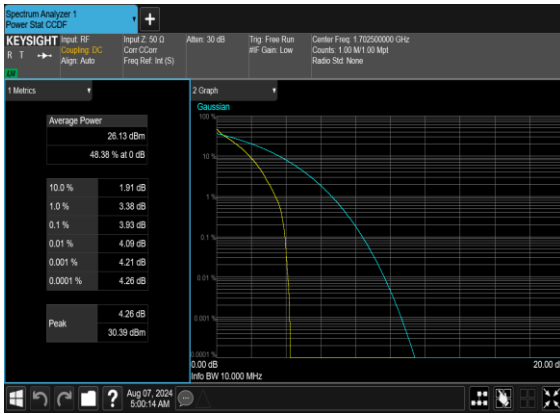 Spectrum Analyzer 1
Power Stat CCDF
KEYSIGHT
R T
LXI
Input: RF
Coupling: DC
Align: Auto
Input Z: 50 Ω
Corr CCorr
Freq Ref: Int (S)
Atten: 30 dB
Trig: Free Run
#IF Gain: Low
Center Freq: 1.702500000 GHz
Counts: 1.00 M/1.00 Mpt
Radio Std: None
1 Metrics
Average Power
26.13 dBm
48.38 % at 0 dB
10.0 % 1.91 dB
1.0 % 3.38 dB
0.1 % 3.93 dB
0.01 % 4.09 dB
0.001 % 4.21 dB
0.0001 % 4.26 dB
Peak
4.26 dB
30.39 dBm
2 Graph
Gaussian
100 %
10 %
1 %
0.1 %
0.01 %
0.001 %
0.0001 %
0.00 dB
20.00 d
Info BW 10.000 MHz
?
Aug 07, 2024
5:00:14 AM